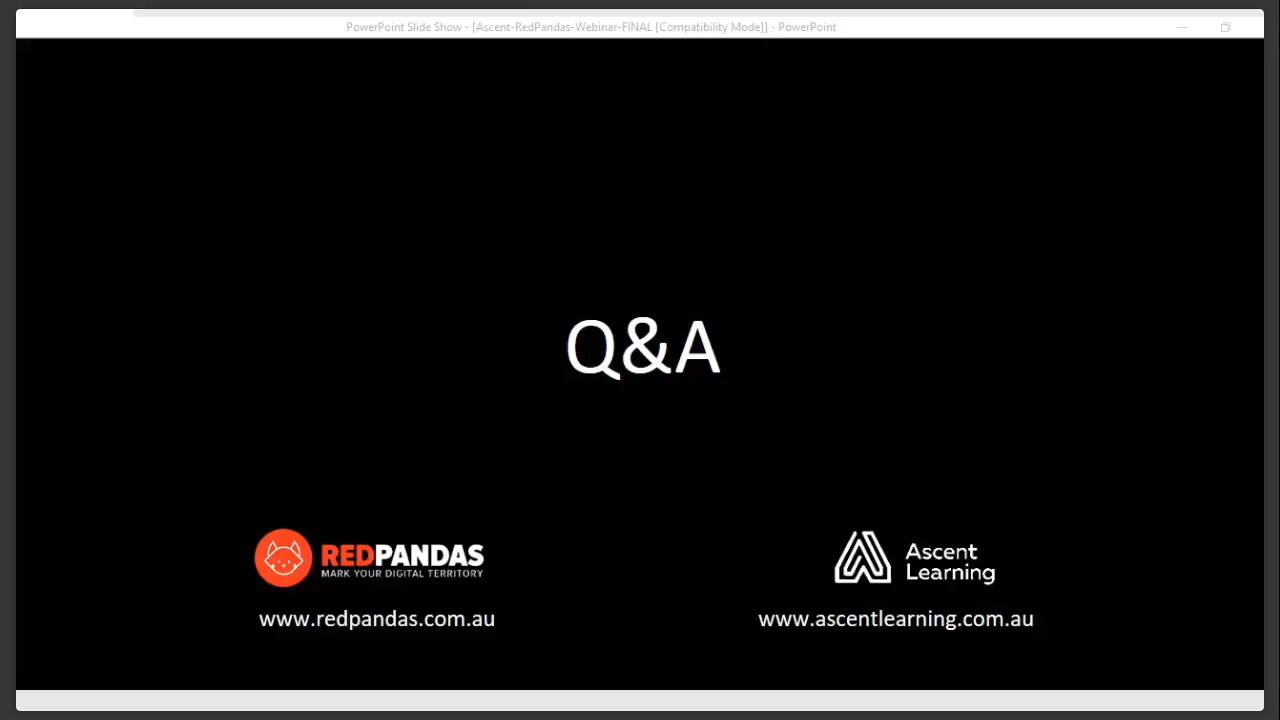 PowerPoint Slide Show - [Ascent-RedPandas-Webinar-FINAL [Compatibility Mode]] - PowerPoint
Q&A
REDPANDAS
MARK YOUR DIGITAL TERRITORY
www.redpandas.com.au
Ascent
Learning
www.ascentlearning.com.au